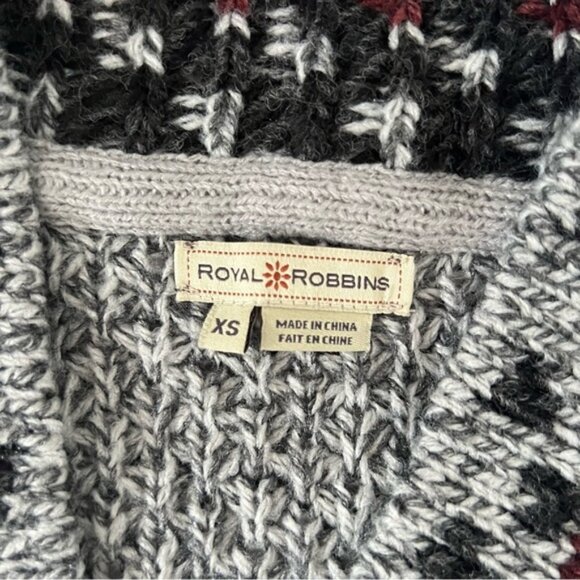 ROYAL ROBBINS
XS
MADE IN CHINA
FAIT EN CHINE